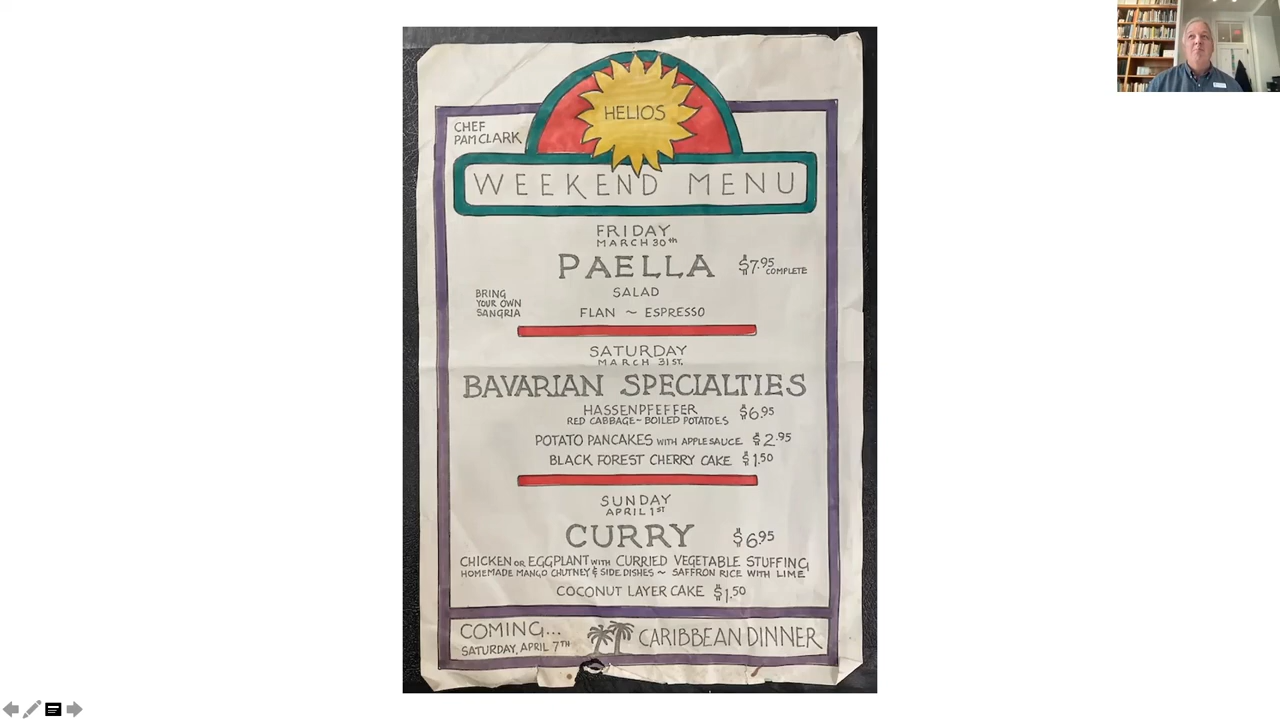 HELIOS
CHEF
PAM CLARK
WEEKEND MENU
FRIDAY
MARCH 30th
PAELLA $7.95 COMPLETE
BRING
YOUR OWN
SANGRIA
SALAD
FLAN ~ ESPRESSO
SATURDAY
MARCH 31ST.
BAVARIAN SPECIALTIES
HASSENPFEFFER $6.95
RED CABBAGE ~ BOILED POTATOES
POTATO PANCAKES WITH APPLESAUCE $2.95
BLACK FOREST CHERRY CAKE $1.50
SUNDAY
APRIL 1ST
CURRY $6.95
CHICKEN OR EGGPLANT WITH CURRIED VEGETABLE STUFFING
HOMEMADE MANGO CHUTNEY & SIDE DISHES ~ SAFFRON RICE WITH LIME
COCONUT LAYER CAKE $1.50
COMING...
SATURDAY, APRIL 7TH
CARIBBEAN DINNER